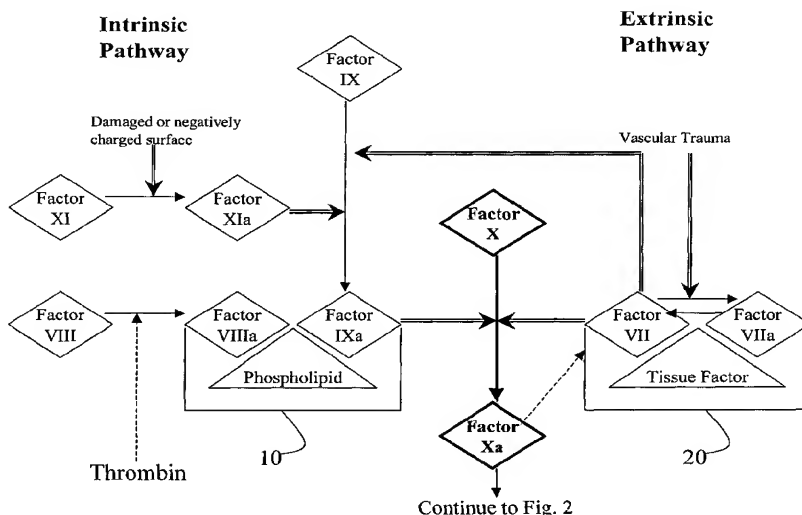 Intrinsic
Pathway
Extrinsic
Pathway
Factor
IX
Damaged or negatively
charged surface
Vascular Trauma
Factor
XI
Factor
XIa
Factor
X
Factor
VIII
Factor
VIIIa
Factor
IXa
Factor
VII
Factor
VIIa
Phospholipid
Tissue Factor
Factor
Xa
10
20
Thrombin
Continue to Fig. 2